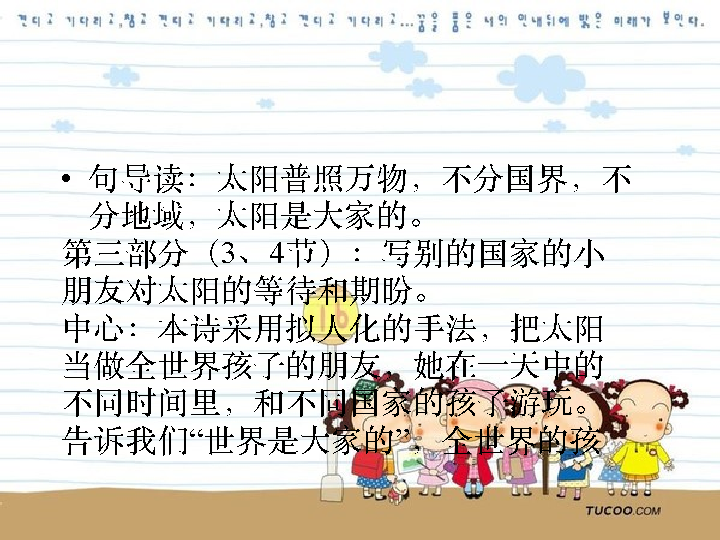 견디고 기다리고,참고 견디고 기다리고,참고 견디고 기다리고...꿈을 품은 너의 인내뒤에 밝은 미래가 보인다.
• 句导读：太阳普照万物，不分国界，不
分地域，太阳是大家的。
第三部分（3、4节）：写别的国家的小
朋友对太阳的等待和期盼。
中心：本诗采用拟人化的手法，把太阳
当做全世界孩子的朋友，她在一天中的
不同时间里，和不同国家的孩子游玩。
告诉我们“世界是大家的”，全世界的孩
16
TUCOO.COM